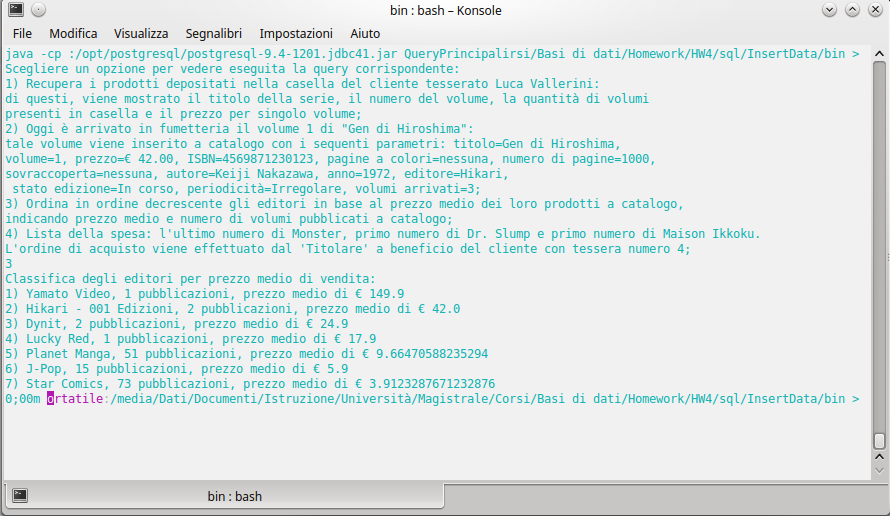 bin : bash – Konsole
File Modifica Visualizza Segnalibri Impostazioni Aiuto
java -cp :/opt/postgresql/postgresql-9.4-1201.jdbc41.jar QueryPrincipalirsi/Basi di dati/Homework/HW4/sql/InsertData/bin >
Scegliere un opzione per vedere eseguita la query corrispondente:
1) Recupera i prodotti depositati nella casella del cliente tesserato Luca Vallerini:
di questi, viene mostrato il titolo della serie, il numero del volume, la quantità di volumi
presenti in casella e il prezzo per singolo volume;
2) Oggi è arrivato in fumetteria il volume 1 di "Gen di Hiroshima":
tale volume viene inserito a catalogo con i sequenti parametri: titolo=Gen di Hiroshima,
volume=1, prezzo=€ 42.00, ISBN=4569871230123, pagine a colori=nessuna, numero di pagine=1000,
sovraccoperta=nessuna, autore=Keiji Nakazawa, anno=1972, editore=Hikari,
 stato edizione=In corso, periodicità=Irregolare, volumi arrivati=3;
3) Ordina in ordine decrescente gli editori in base al prezzo medio dei loro prodotti a catalogo,
indicando prezzo medio e numero di volumi pubblicati a catalogo;
4) Lista della spesa: l'ultimo numero di Monster, primo numero di Dr. Slump e primo numero di Maison Ikkoku.
L'ordine di acquisto viene effettuato dal 'Titolare' a beneficio del cliente con tessera numero 4;
3
Classifica degli editori per prezzo medio di vendita:
1) Yamato Video, 1 pubblicazioni, prezzo medio di € 149.9
2) Hikari - 001 Edizioni, 2 pubblicazioni, prezzo medio di € 42.0
3) Dynit, 2 pubblicazioni, prezzo medio di € 24.9
4) Lucky Red, 1 pubblicazioni, prezzo medio di € 17.9
5) Planet Manga, 51 pubblicazioni, prezzo medio di € 9.66470588235294
6) J-Pop, 15 pubblicazioni, prezzo medio di € 5.9
7) Star Comics, 73 pubblicazioni, prezzo medio di € 3.9123287671232876
0;00m ortatile:/media/Dati/Documenti/Istruzione/Università/Magistrale/Corsi/Basi di dati/Homework/HW4/sql/InsertData/bin >
bin : bash